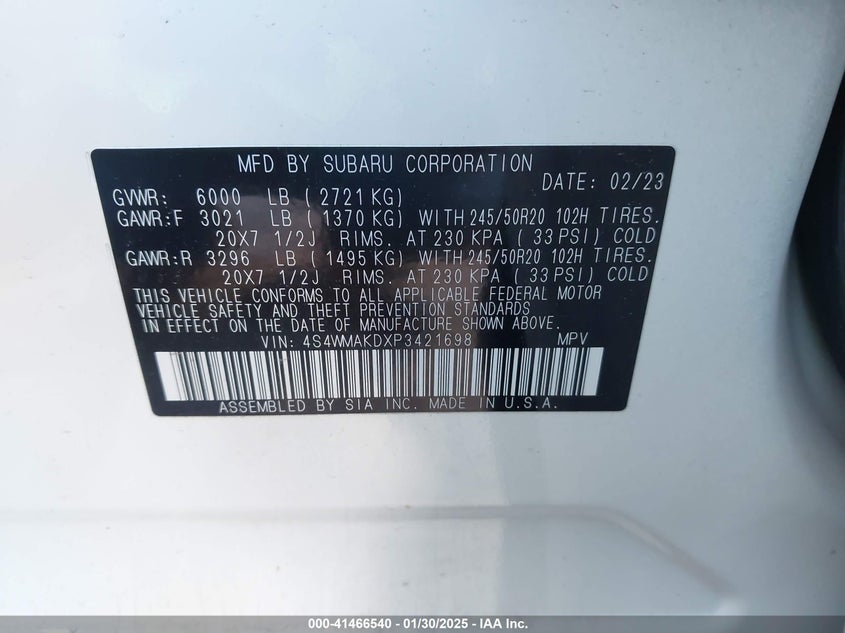 MFD BY SUBARU CORPORATION
DATE: 02/23
GVWR: 6000 LB ( 2721 KG)
GAWR:F 3021 LB ( 1370 KG) WITH 245/50R20 102H TIRES.
20X7 1/2J RIMS. AT 230 KPA ( 33 PSI) COLD
GAWR:R 3296 LB ( 1495 KG) WITH 245/50R20 102H TIRES.
20X7 1/2J RIMS. AT 230 KPA ( 33 PSI) COLD
THIS VEHICLE CONFORMS TO ALL APPLICABLE FEDERAL MOTOR
VEHICLE SAFETY AND THEFT PREVENTION STANDARDS
IN EFFECT ON THE DATE OF MANUFACTURE SHOWN ABOVE.
VIN: 4S4WMAKDXP3421698 MPV
ASSEMBLED BY SIA INC. MADE IN U.S.A.
000-41466540 - 01/30/2025 - IAA, Inc.